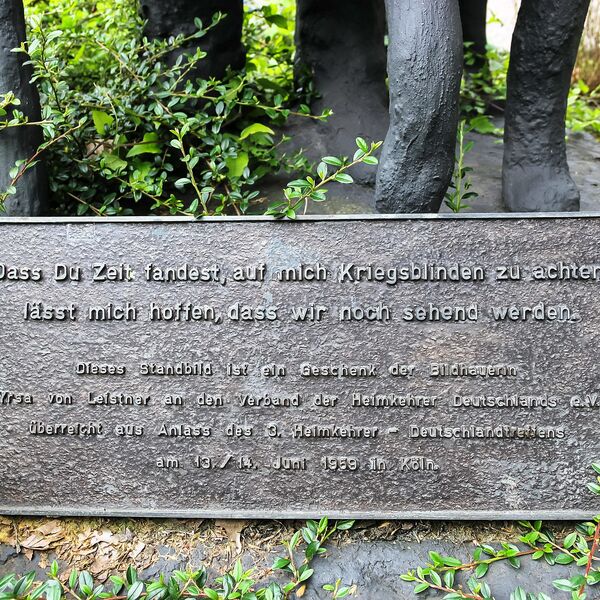 Dass Du Zeit fandest, auf mich Kriegsblinden zu achten
lässt mich hoffen, dass wir noch sehend werden.
Dieses Standbild ist ein Geschenk der Bildhauerin
Yrsa von Leistner an den Verband der Heimkehrer Deutschlands e.V.
überreicht aus Anlass des 3. Heimkehrer - Deutschlandtreffens
am 13./14. Juni 1959 in Köln.